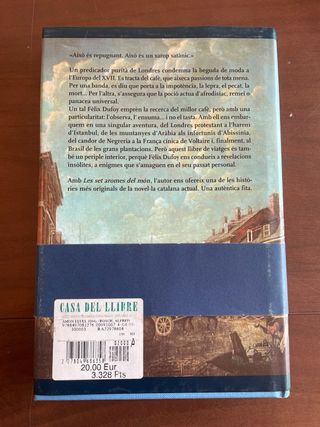 «Això és repugnant. Això és un xarop satànic.»
Un predicador purità de Londres condemna la beguda de moda a
l'Europa del XVII. Es tracta del cafè, que aixeca passions de tota mena.
Per una banda, es diu que porta a la impotència, la lepra, el pecat, la
mort... Per l'altra, s'assegura que la poció actua d'afrodisíac, remei o
panacea universal.
Un tal Fèlix Dufoy emprèn la recerca del millor cafè, però amb una
particularitat: l'observa, l'ensuma... i no el tasta. Amb ell ens embar-
quem en una singular aventura, del Londres protestant a l'harem
d'Istanbul, de les muntanyes d'Aràbia als infortunis d'Abissínia,
del candor de Negreria a la França cínica de Voltaire i, finalment, al
Brasil de les grans plantacions. Però aquest llibre de viatges és tam-
bé un periple interior, perquè Fèlix Dufoy ens condueix a revelacions
insòlites, a enigmes que s'amaguen en el seu passat personal.
Amb Les set aromes del món, l'autor ens ofereix una de les histò-
ries més originals de la novel·la catalana actual. Una autèntica fita.
CASA DEL LLIBRE
20.00 Eur
3.328 Pts